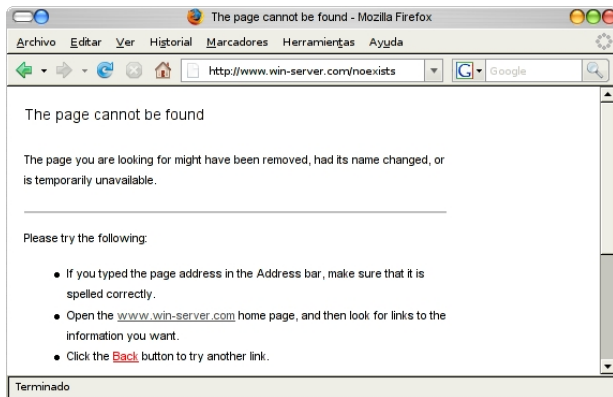 The page cannot be found - Mozilla Firefox
Archivo Editar Ver Historial Marcadores Herramientas Ayuda
http://www.win-server.com/noexists G Google
The page cannot be found
The page you are looking for might have been removed, had its name changed, or
is temporarily unavailable.
Please try the following:
If you typed the page address in the Address bar, make sure that it is
spelled correctly.
Open the www.win-server.com home page, and then look for links to the
information you want.
Click the Back button to try another link.
Terminado